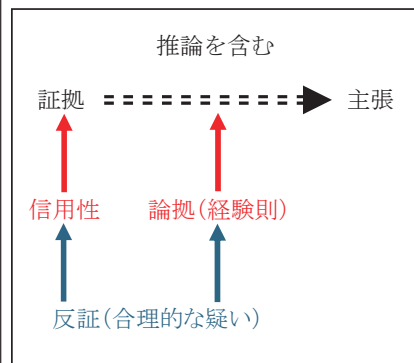 推論を含む
証拠 主張
信用性 論拠(経験則)
反証(合理的な疑い)